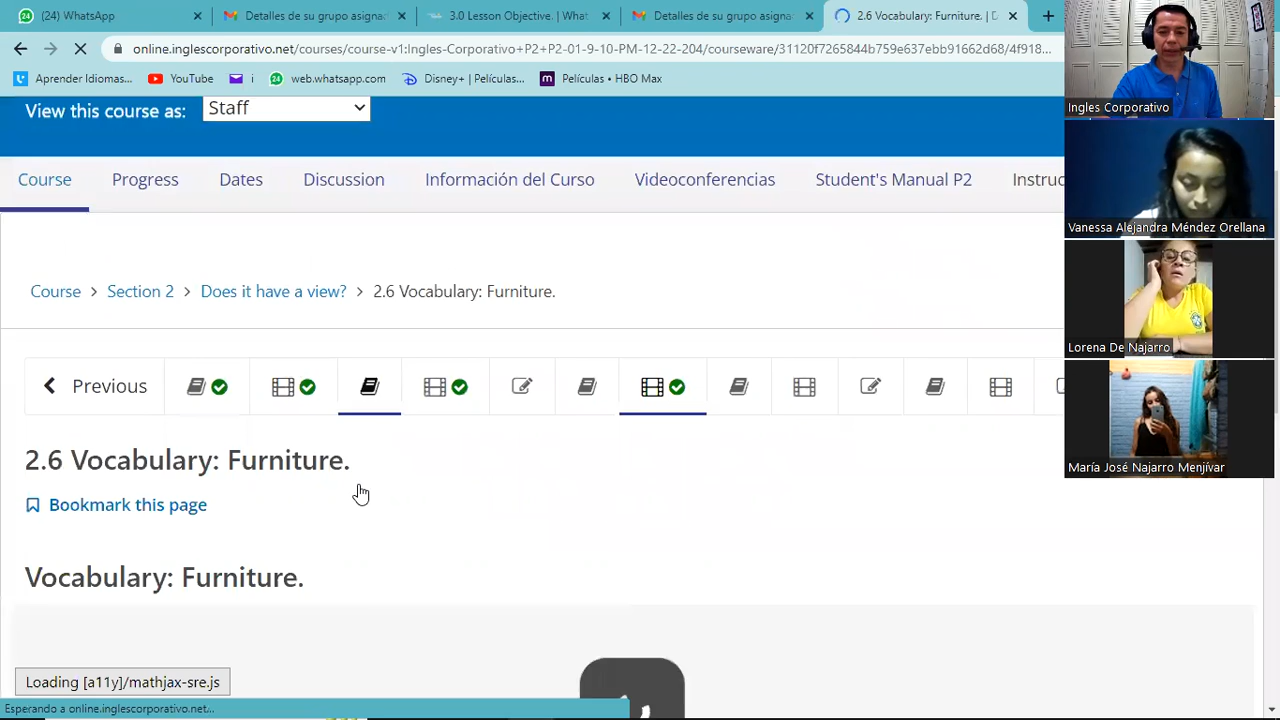 (24) WhatsApp
Detalles de su grupo asigna
Lesson Objective. | What
Detalles de su grupo asigna
2.6 Vocabulary: Furniture. | D
online.inglescorporativo.net/courses/course-v1:Ingles-Corporativo+P2+P2-01-9-10-PM-12-22-204/courseware/31120f7265844bf759837eb91662d68/4f918...
Aprender Idiomas...
YouTube
i
web.whatsapp.com
Disney+ | Películas...
Películas • HBO Max
View this course as:
Staff
Course
Progress
Dates
Discussion
Información del Curso
Videoconferencias
Student's Manual P2
Instruc
Course > Section 2 > Does it have a view? > 2.6 Vocabulary: Furniture.
Previous
2.6 Vocabulary: Furniture.
Bookmark this page
Vocabulary: Furniture.
Loading [a11y]/mathjax-sre.js
Esperando a online.inglescorporativo.net...
Ingles Corporativo
Vanessa Alejandra Méndez Orellana
Lorena De Najarro
María José Najarro Menjívar